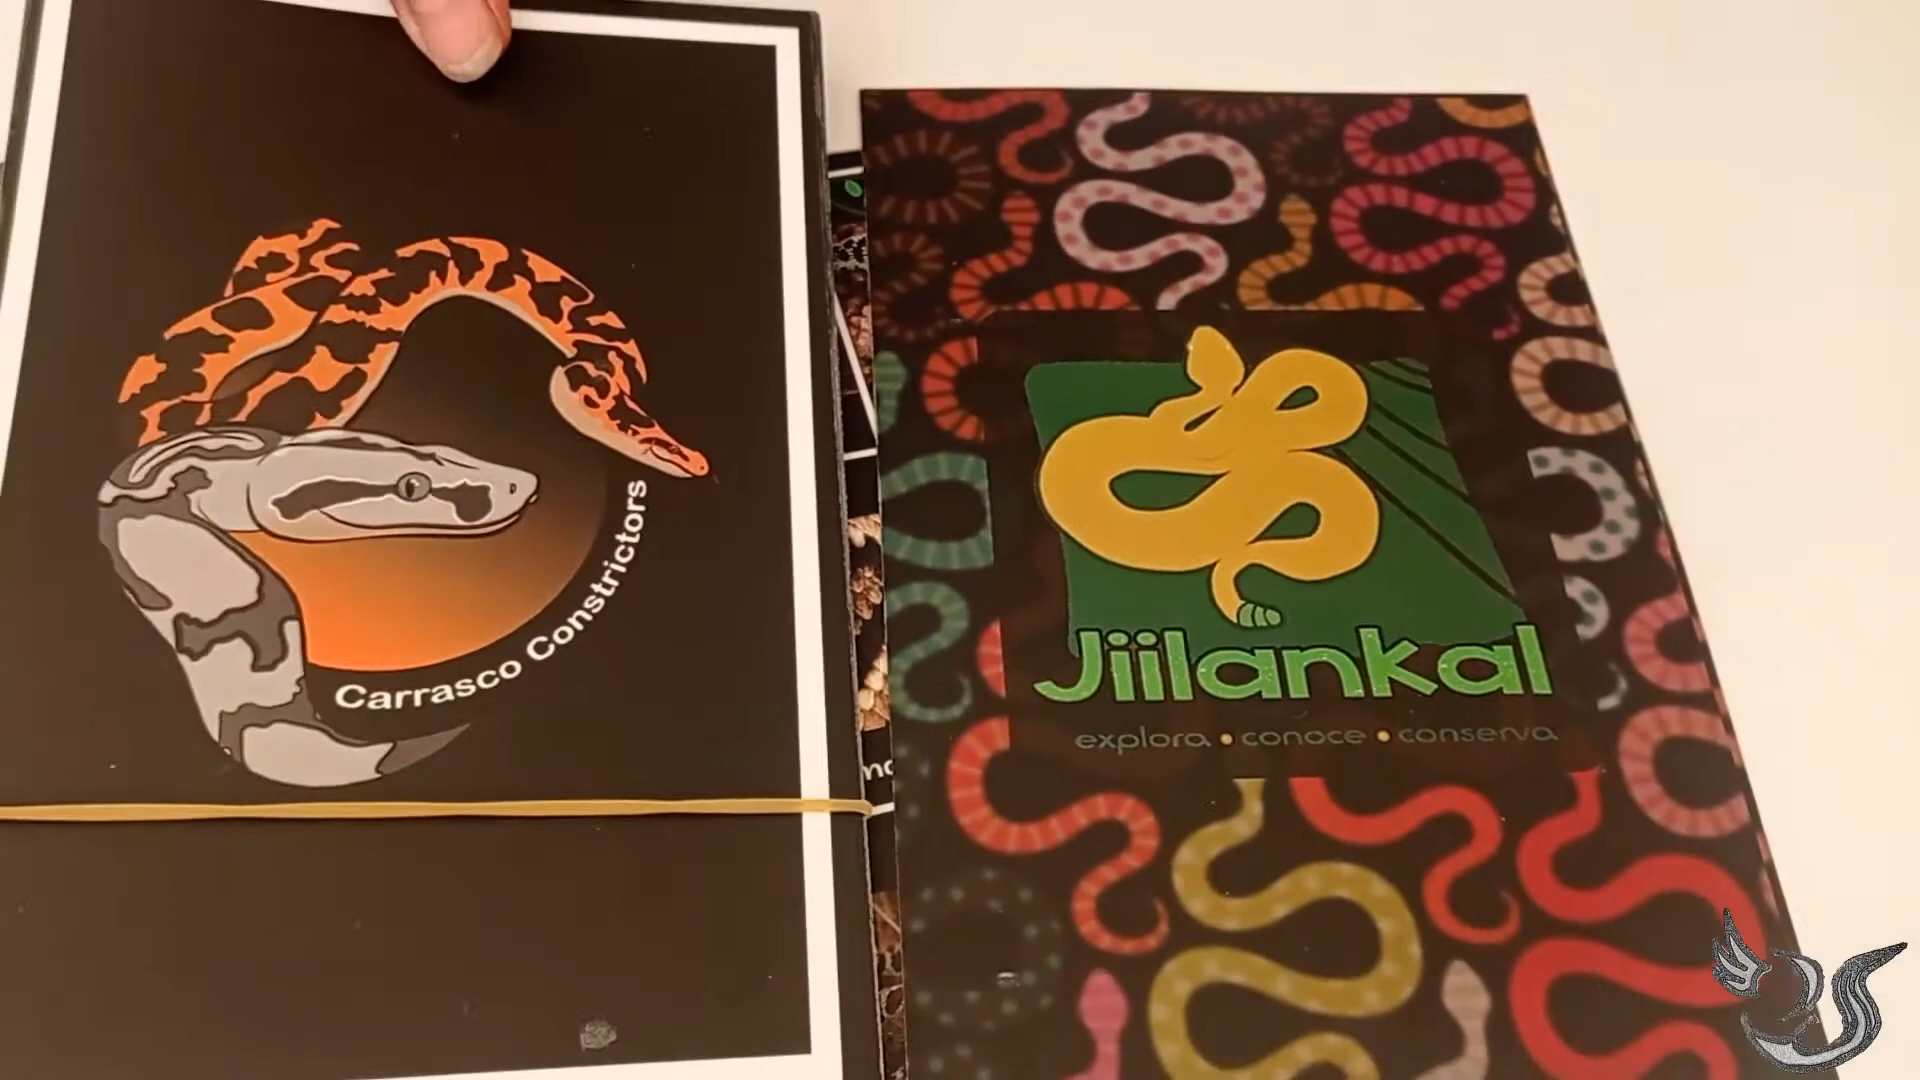 Carrasco Constrictors
Jiilankal
explora • conoce • conserva